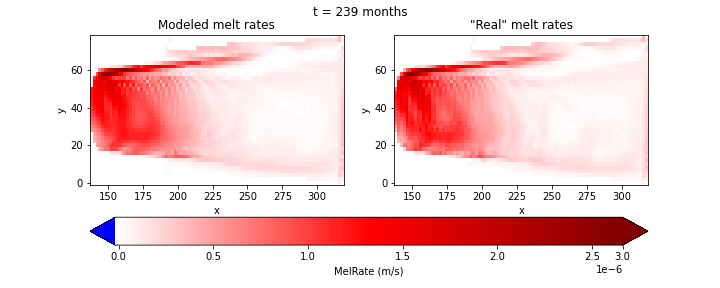 t = 239 months
Modeled melt rates
"Real" melt rates
y
60
40
20
0
150 175 200 225 250 275 300
x
y
60
40
20
0
150 175 200 225 250 275 300
x
0.0 0.5 1.0 1.5 2.0 2.5 3.0
1e−6
MelRate (m/s)